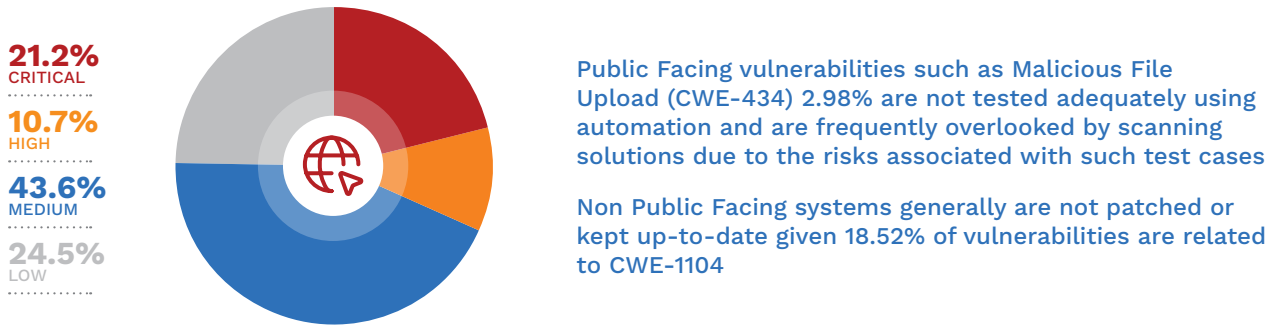 21.2%
CRITICAL
10.7%
HIGH
43.6%
MEDIUM
24.5%
LOW
Public Facing vulnerabilities such as Malicious File
Upload (CWE-434) 2.98% are not tested adequately using
automation and are frequently overlooked by scanning
solutions due to the risks associated with such test cases
Non Public Facing systems generally are not patched or
kept up-to-date given 18.52% of vulnerabilities are related
to CWE-1104